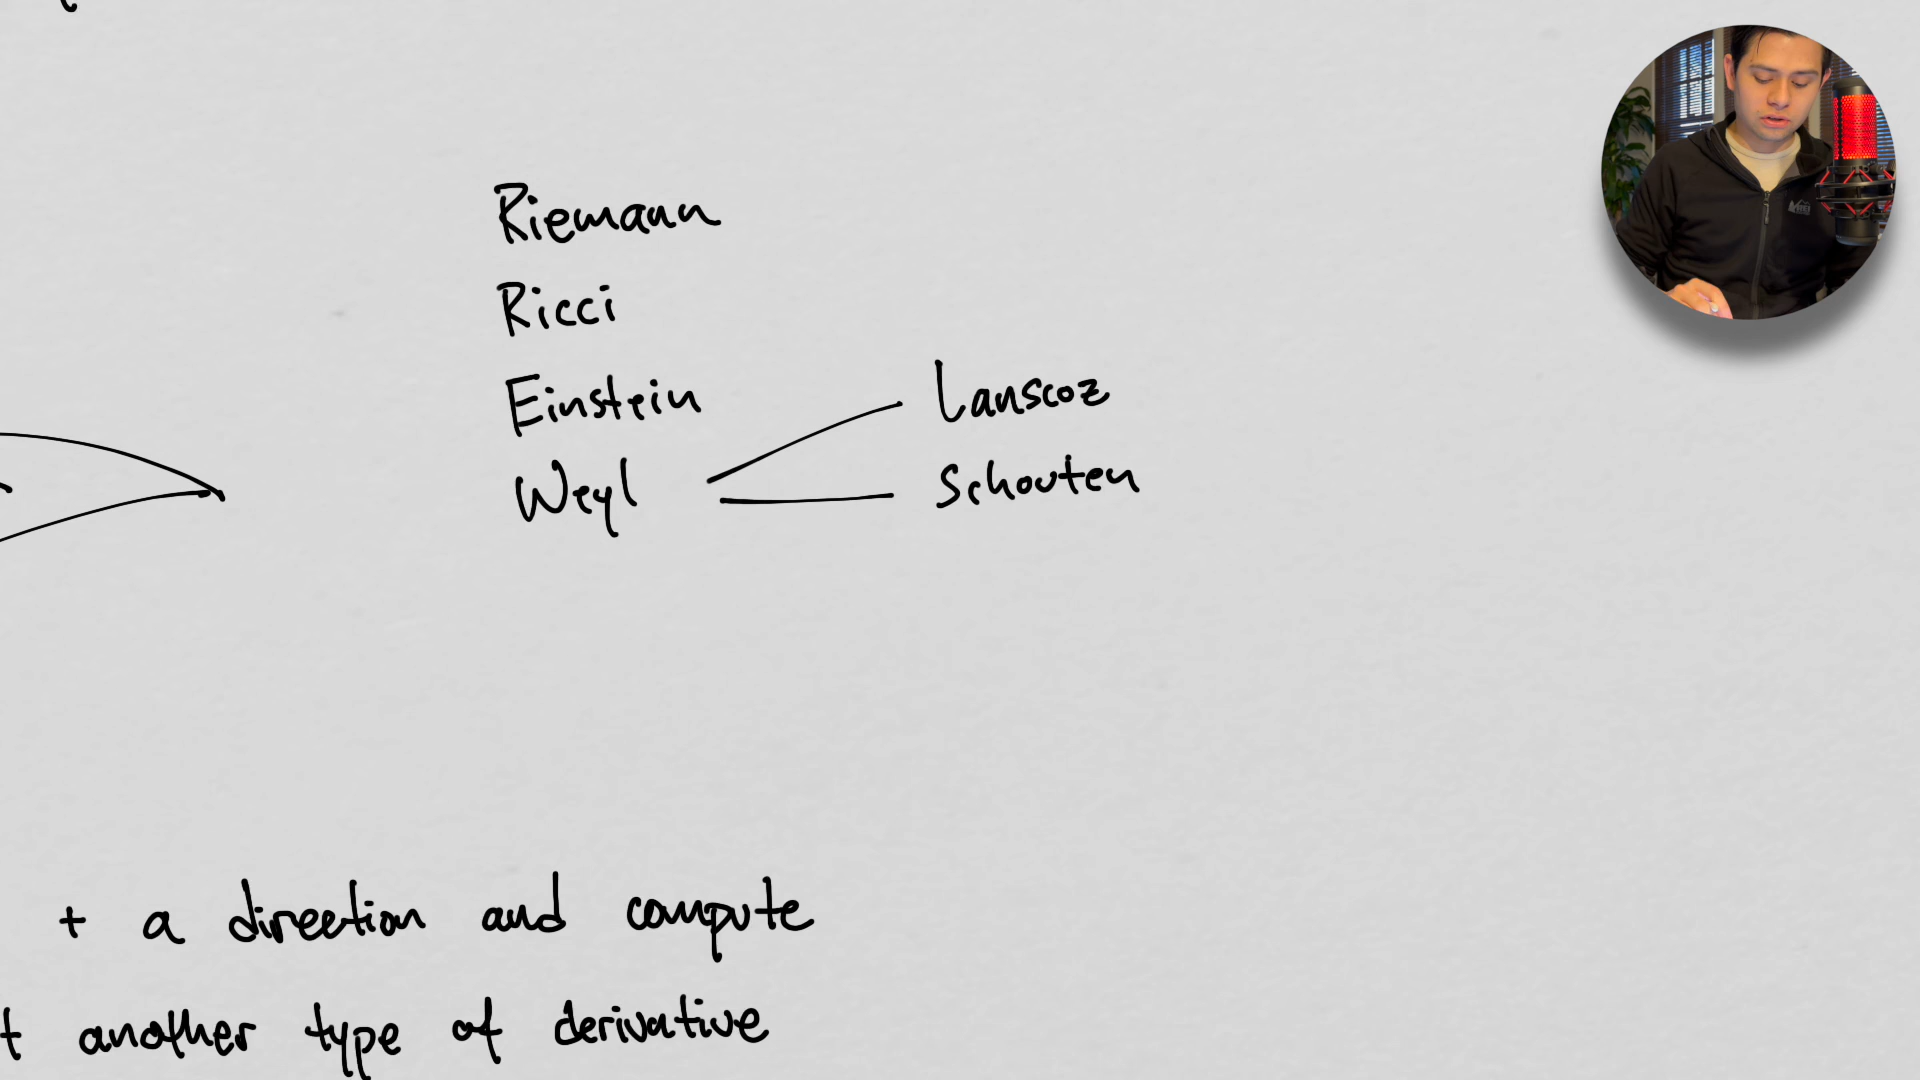 Riemann
Ricci
Einstein
Weyl
Lanscoz
Schouten
+ a direction and compute
t another type of derivative